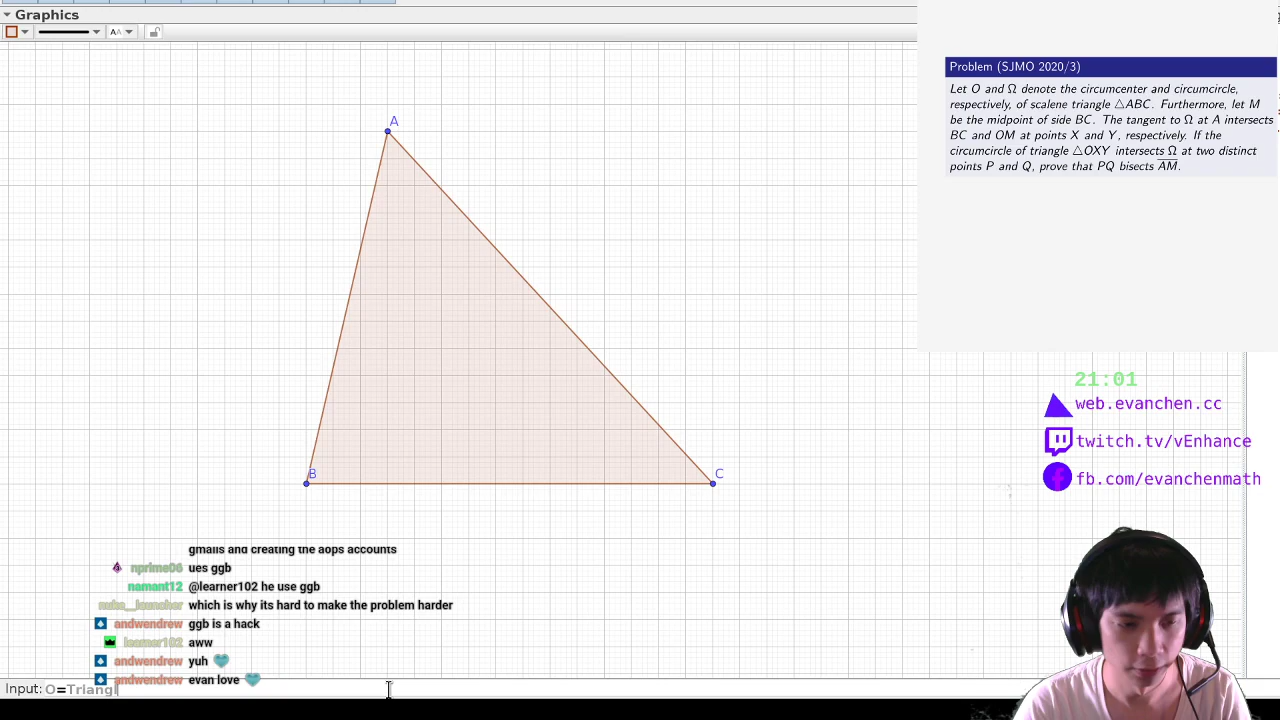 Graphics
AA
Problem (SJMO 2020/3)
Let O and Ω denote the circumcenter and circumcircle,
respectively, of scalene triangle △ABC. Furthermore, let M
be the midpoint of side BC. The tangent to Ω at A intersects
BC and OM at points X and Y, respectively. If the
circumcircle of triangle △OXY intersects Ω at two distinct
points P and Q, prove that PQ bisects AM.
A
B
C
21:01
web.evanchen.cc
twitch.tv/vEnhance
fb.com/evanchenmath
gmails and creating the aops accounts
nprime06 ues ggb
namant12 @learner102 he use ggb
which is why its hard to make the problem harder
andwendrew ggb is a hack
learner102 aww
andwendrew yuh
andwendrew evan love
Input: O=Triangl